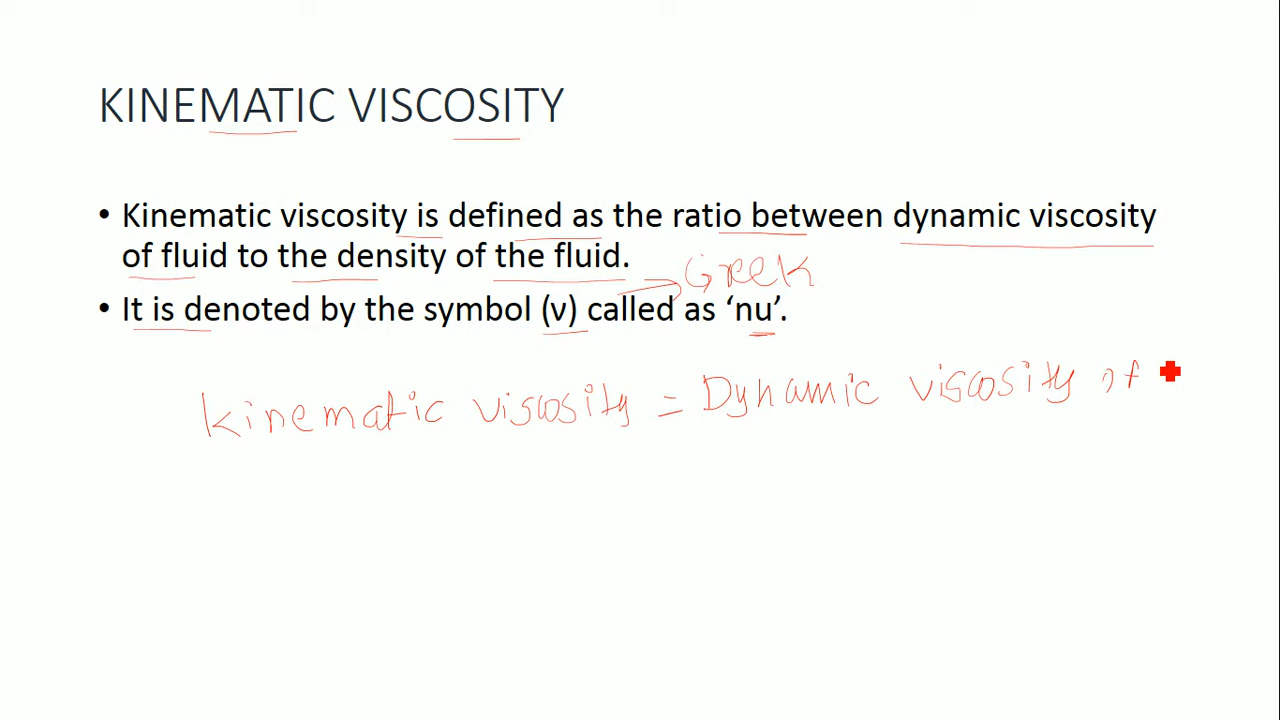 KINEMATIC VISCOSITY
• Kinematic viscosity is defined as the ratio between dynamic viscosity
of fluid to the density of the fluid.
Greek
• It is denoted by the symbol (ν) called as ‘nu’.
Kinematic viscosity = Dynamic viscosity of